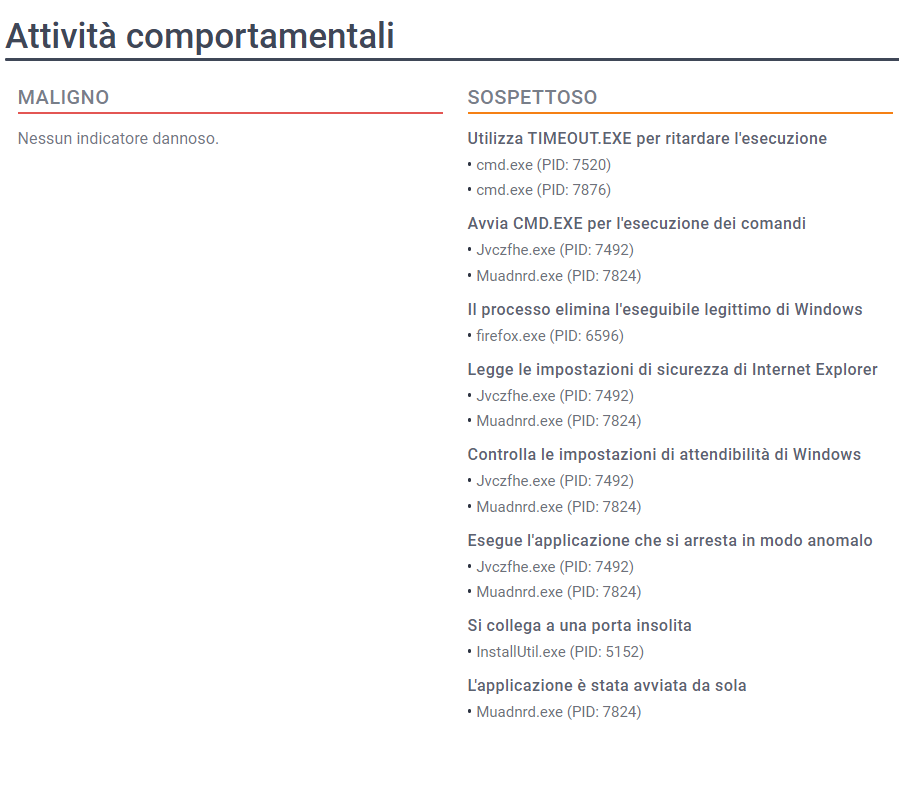 Attività comportamentali
MALIGNO
Nessun indicatore dannoso.
SOSPETTOSO
Utilizza TIMEOUT.EXE per ritardare l'esecuzione
• cmd.exe (PID: 7520)
• cmd.exe (PID: 7876)
Avvia CMD.EXE per l'esecuzione dei comandi
• Jvczfhe.exe (PID: 7492)
• Muadnrd.exe (PID: 7824)
Il processo elimina l'eseguibile legittimo di Windows
• firefox.exe (PID: 6596)
Legge le impostazioni di sicurezza di Internet Explorer
• Jvczfhe.exe (PID: 7492)
• Muadnrd.exe (PID: 7824)
Controlla le impostazioni di attendibilità di Windows
• Jvczfhe.exe (PID: 7492)
• Muadnrd.exe (PID: 7824)
Esegue l'applicazione che si arresta in modo anomalo
• Jvczfhe.exe (PID: 7492)
• Muadnrd.exe (PID: 7824)
Si collega a una porta insolita
• InstallUtil.exe (PID: 5152)
L'applicazione è stata avviata da sola
• Muadnrd.exe (PID: 7824)